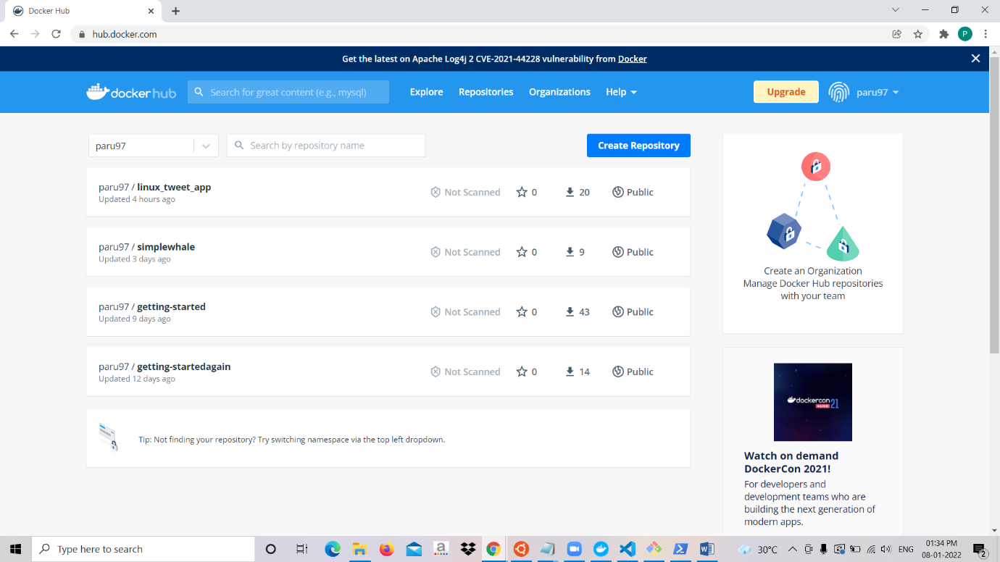 Docker Hub
hub.docker.com
P
Get the latest on Apache Log4j 2 CVE-2021-44228 vulnerability from Docker
dockerhub
Search for great content (e.g., mysql)
Explore
Repositories
Organizations
Help
Upgrade
paru97
paru97
Search by repository name
Create Repository
paru97 / linux_tweet_app
Updated 4 hours ago
Not Scanned
0
20
Public
paru97 / simplewhale
Updated 3 days ago
Not Scanned
0
9
Public
paru97 / getting-started
Updated 9 days ago
Not Scanned
0
43
Public
paru97 / getting-startedagain
Updated 12 days ago
Not Scanned
0
14
Public
Tip: Not finding your repository? Try switching namespace via the top left dropdown.
Create an Organization
Manage Docker Hub repositories
with your team
dockercon
LIVE 21
Watch on demand
DockerCon 2021!
For developers and
development teams who are
building the next generation of
modern apps.
Type here to search
a
W
30°C
ENG
01:34 PM
08-01-2022
2